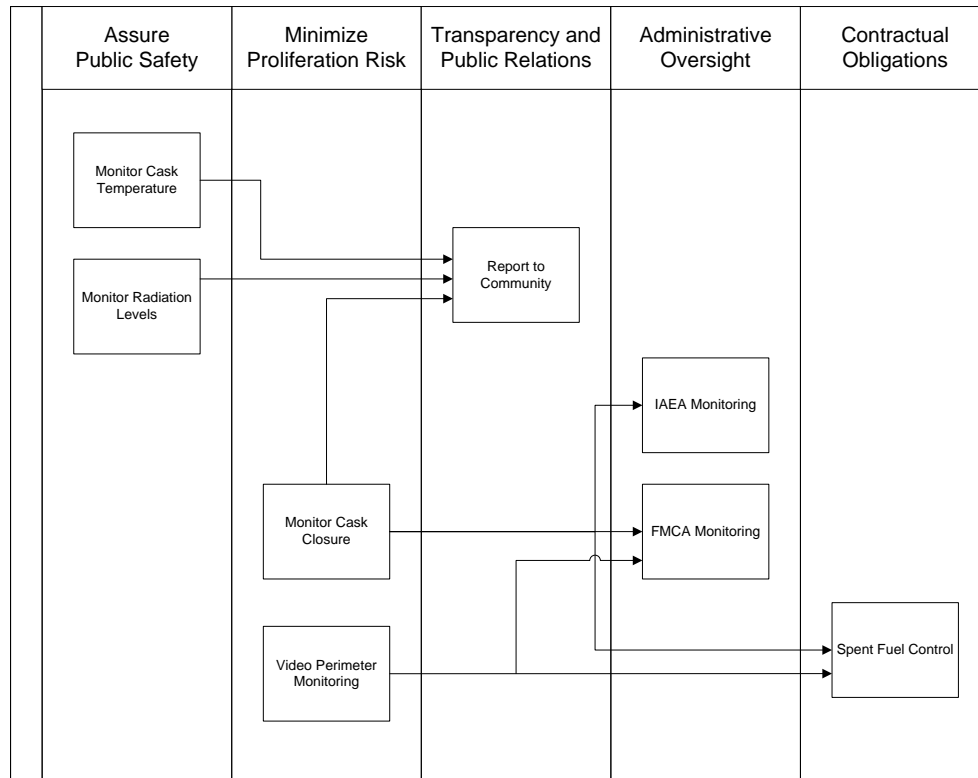 Assure
Public Safety
Minimize
Proliferation Risk
Transparency and
Public Relations
Administrative
Oversight
Contractual
Obligations
Monitor Cask
Temperature
Monitor Radiation
Levels
Report to
Community
IAEA Monitoring
Monitor Cask
Closure
FMCA Monitoring
Video Perimeter
Monitoring
Spent Fuel Control